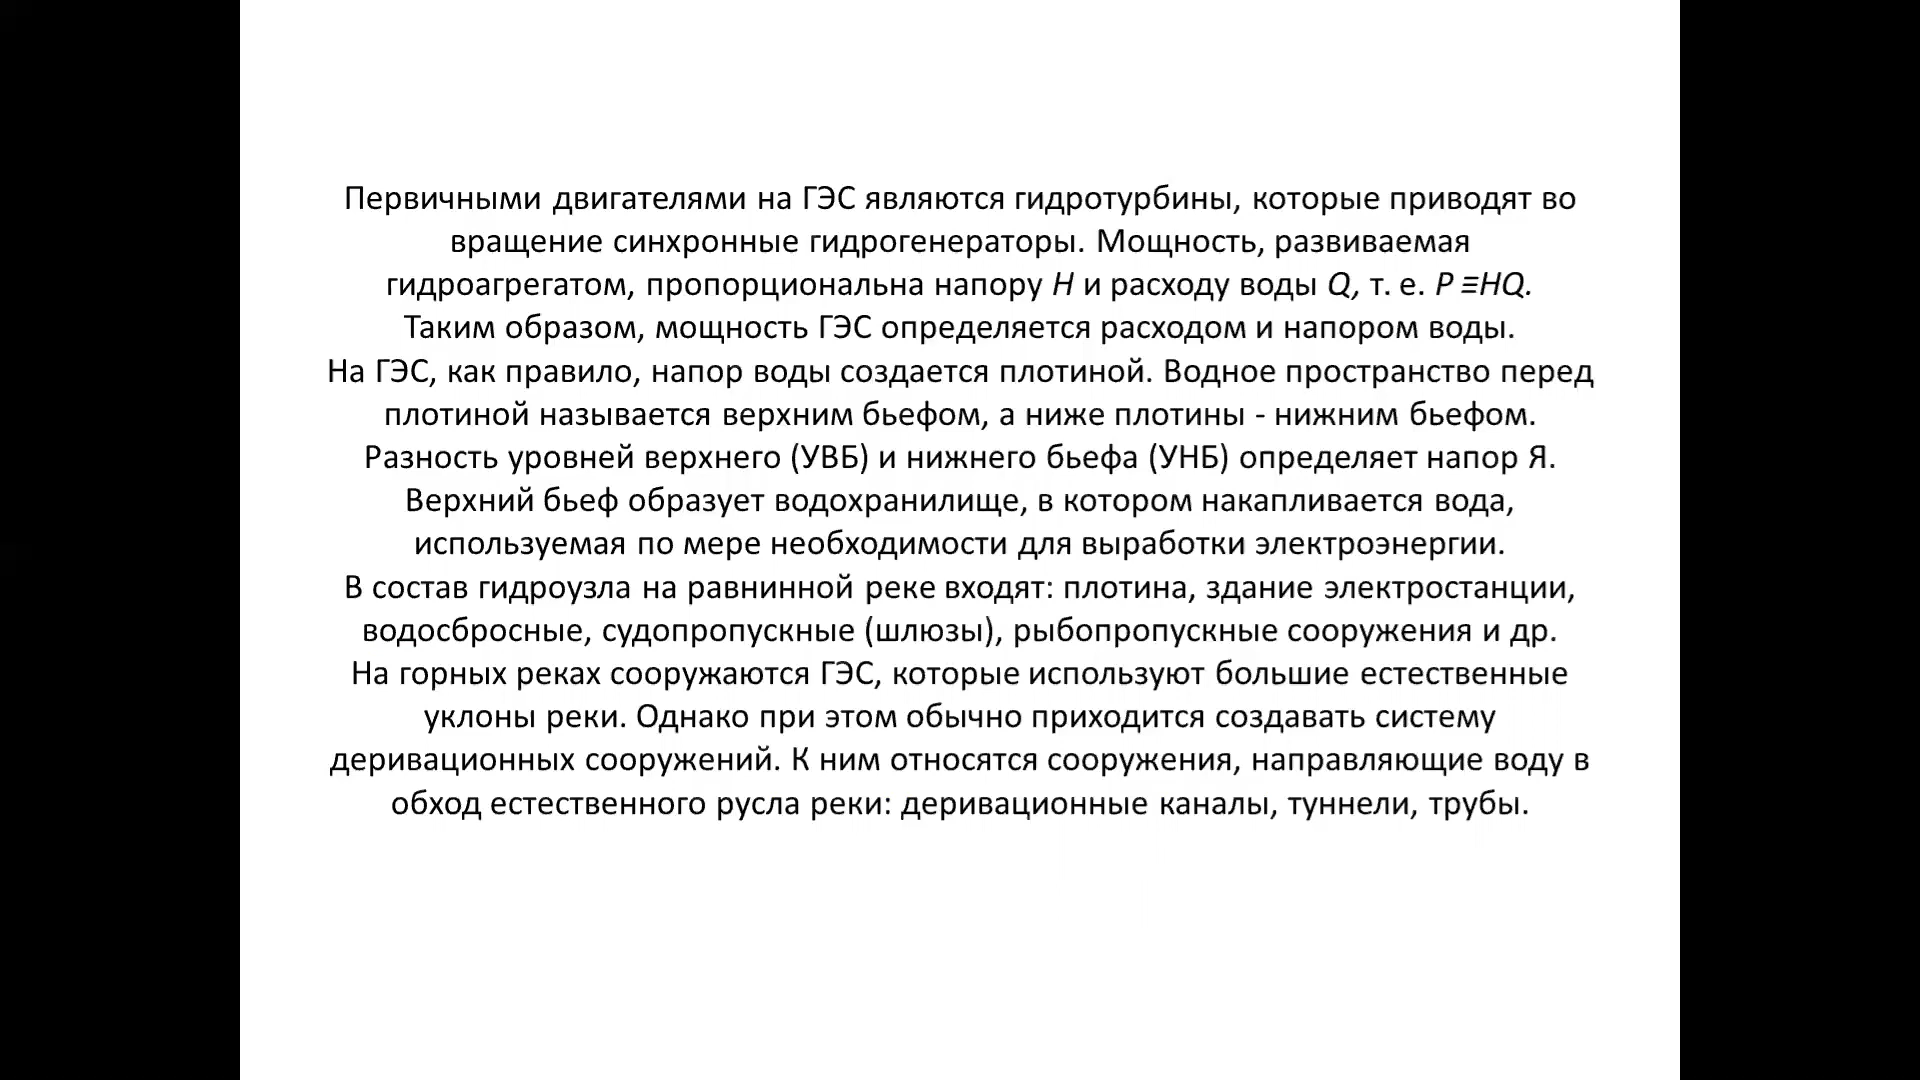 Первичными двигателями на ГЭС являются гидротурбины, которые приводят во
вращение синхронные гидрогенераторы. Мощность, развиваемая
гидроагрегатом, пропорциональна напору H и расходу воды Q, т. е. P ≡HQ.
Таким образом, мощность ГЭС определяется расходом и напором воды.
На ГЭС, как правило, напор воды создается плотиной. Водное пространство перед
плотиной называется верхним бьефом, а ниже плотины - нижним бьефом.
Разность уровней верхнего (УВБ) и нижнего бьефа (УНБ) определяет напор Я.
Верхний бьеф образует водохранилище, в котором накапливается вода,
используемая по мере необходимости для выработки электроэнергии.
В состав гидроузла на равнинной реке входят: плотина, здание электростанции,
водосбросные, судопропускные (шлюзы), рыбопропускные сооружения и др.
На горных реках сооружаются ГЭС, которые используют большие естественные
уклоны реки. Однако при этом обычно приходится создавать систему
деривационных сооружений. К ним относятся сооружения, направляющие воду в
обход естественного русла реки: деривационные каналы, туннели, трубы.